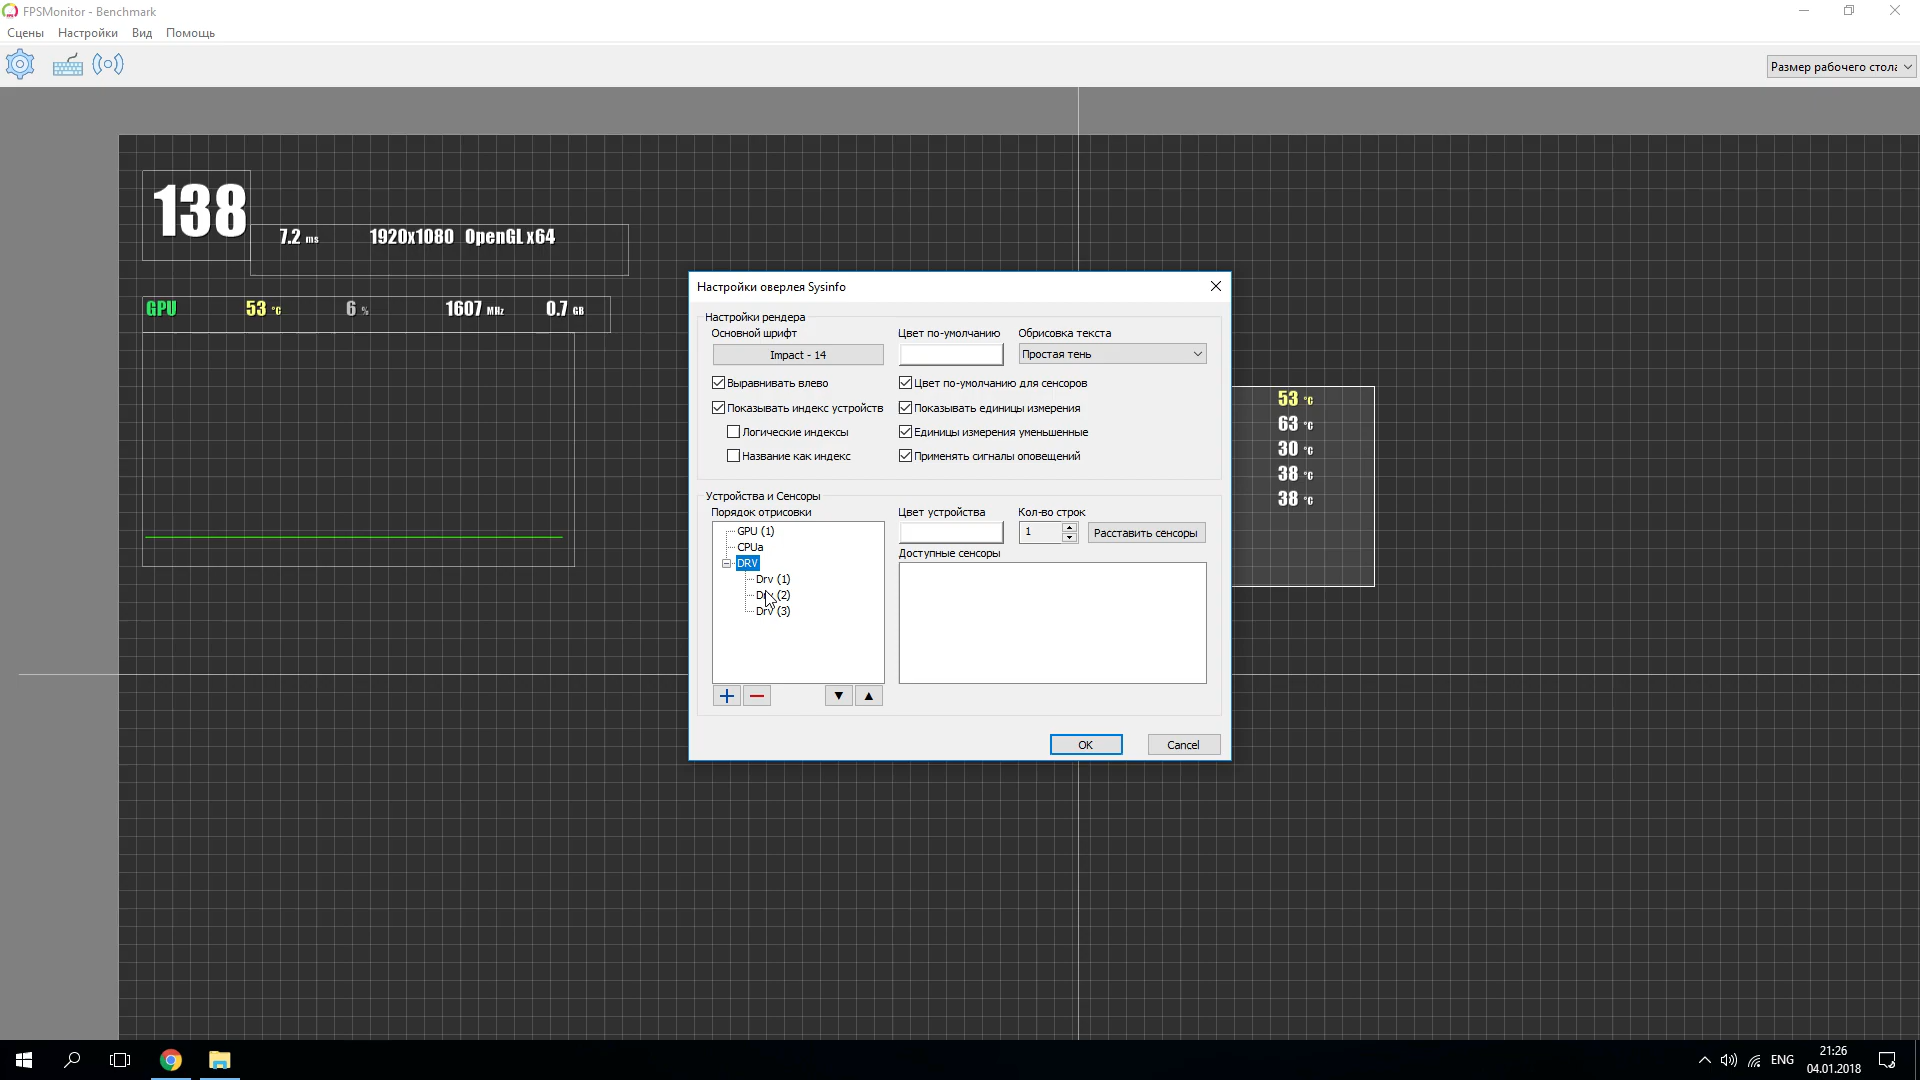 FPSMonitor - Benchmark
Сцены Настройки Вид Помощь
Размер рабочего стола
138
7.2 ms 1920x1080 OpenGL x64
GPU 53 °C 6 % 1607 MHz 0.7 GB
Настройки оверлея Sysinfo
Настройки рендера
Основной шрифт Цвет по-умолчанию Обрисовка текста
Impact - 14 Простая тень
Выравнивать влево Цвет по-умолчанию для сенсоров
Показывать индекс устройств Показывать единицы измерения
Логические индексы Единицы измерения уменьшенные
Название как индекс Применять сигналы оповещений
53 °C
63 °C
30 °C
38 °C
38 °C
Устройства и Сенсоры
Порядок отрисовки Цвет устройства Кол-во строк
GPU (1) 1 Расставить сенсоры
CPUa Доступные сенсоры
DRV
Drv (1)
Drv (2)
Drv (3)
OK Cancel
ENG 21:26
04.01.2018